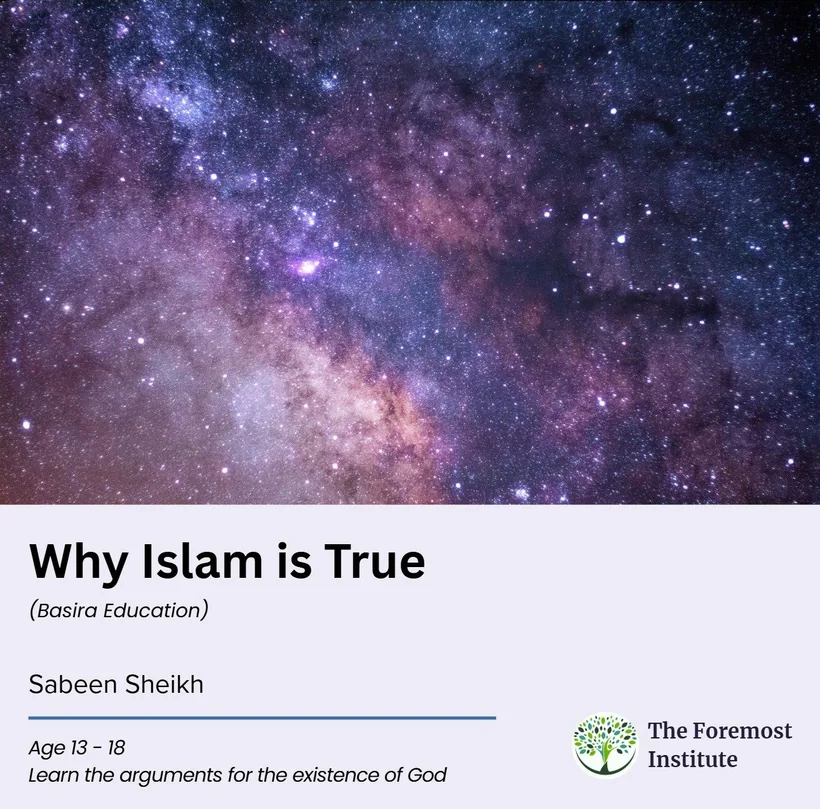 Why Islam is True
(Basira Education)
Sabeen Sheikh
Age 13 - 18
Learn the arguments for the existence of God
The Foremost
Institute